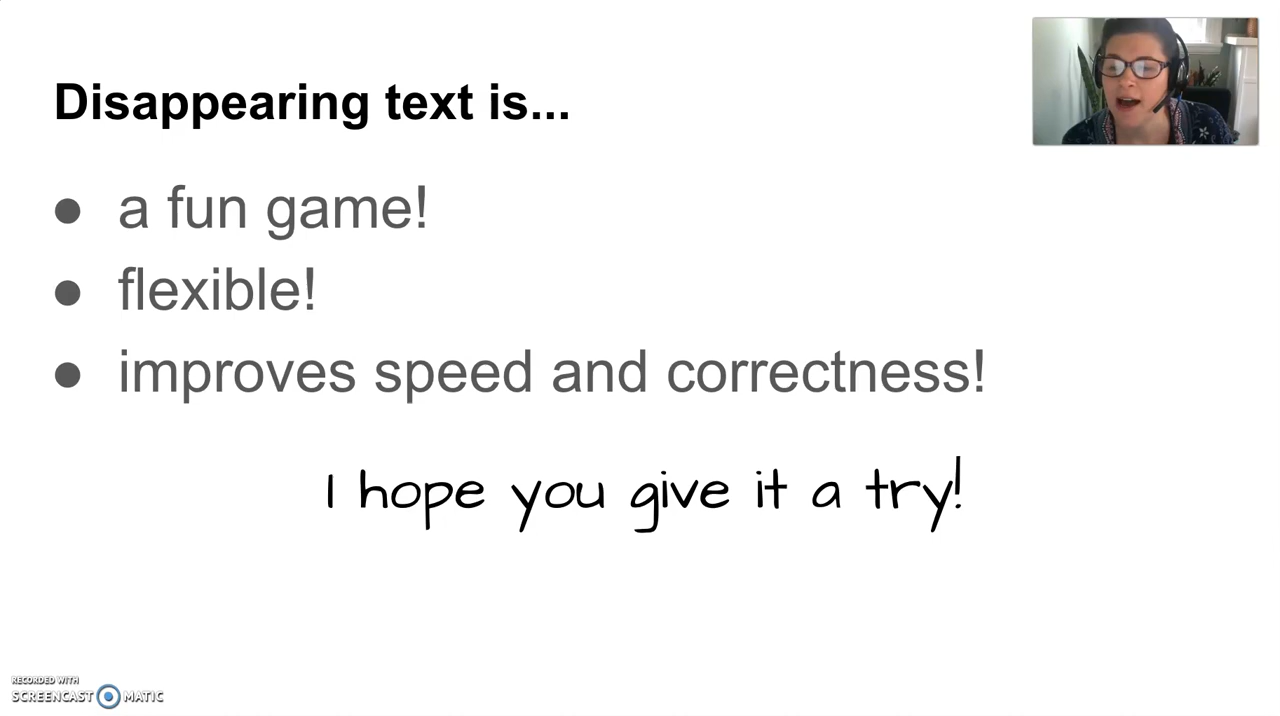 Disappearing text is...
● a fun game!
● flexible!
● improves speed and correctness!
I hope you give it a try!
RECORDED WITH
SCREENCAST MATIC